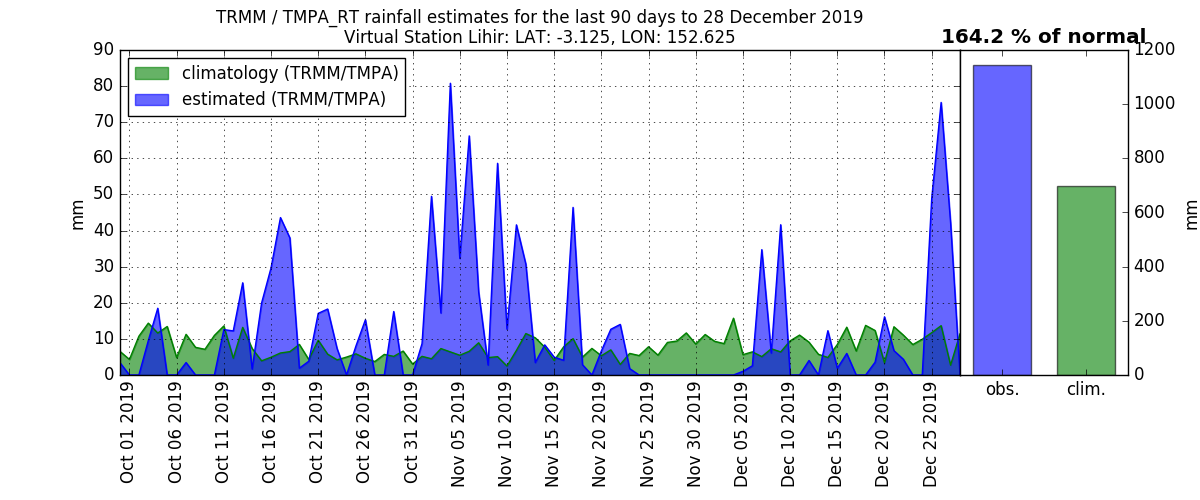 TRMM / TMPA_RT rainfall estimates for the last 90 days to 28 December 2019
Virtual Station Lihir: LAT: -3.125, LON: 152.625
164.2 % of normal
climatology (TRMM/TMPA)
estimated (TRMM/TMPA)
90
80
70
60
50
40
30
20
10
0
mm
Oct 01 2019
Oct 06 2019
Oct 11 2019
Oct 16 2019
Oct 21 2019
Oct 26 2019
Oct 31 2019
Nov 05 2019
Nov 10 2019
Nov 15 2019
Nov 20 2019
Nov 25 2019
Nov 30 2019
Dec 05 2019
Dec 10 2019
Dec 15 2019
Dec 20 2019
Dec 25 2019
1200
1000
800
600
400
200
0
mm
obs.
clim.